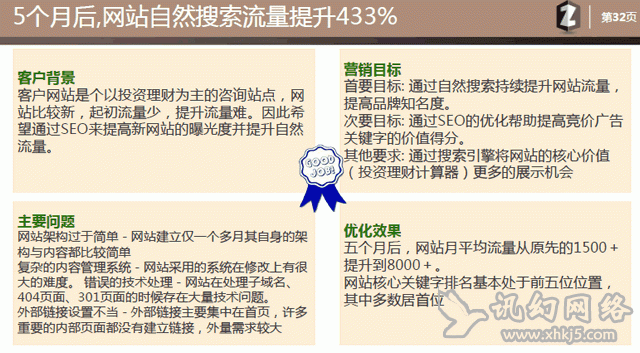 5个月后,网站自然搜索流量提升433%
第32页
客户背景
客户网站是个以投资理财为主的咨询站点，网
站比较新，起初流量少，提升流量难。因此希
望通过SEO来提高新网站的曝光度并提升自然
流量。
营销目标
首要目标: 通过自然搜索持续提升网站流量，
提高品牌知名度。
次要目标: 通过SEO的优化帮助提高竞价广告
关键字的价值得分。
其他要求: 通过搜索引擎将网站的核心价值
（投资理财计算器）更多的展示机会
GOOD
JOB!
主要问题
网站架构过于简单 - 网站建立仅一个多月其自身的架
构与内容都比较简单
复杂的内容管理系统 - 网站采用的系统在修改上有很
大的难度。 错误的技术处理 - 网站在处理子域名、
404页面、301页面的时候存在大量技术问题。
外部链接设置不当 - 外部链接主要集中在首页，许多
重要的内部页面都没有建立链接，外量需求较大
优化效果
五个月后，网站月平均流量从原先的1500＋
提升到8000＋。
网站核心关键字排名基本处于前五位位置，
其中多数居首位
讯幻网络
www.xhkj5.com